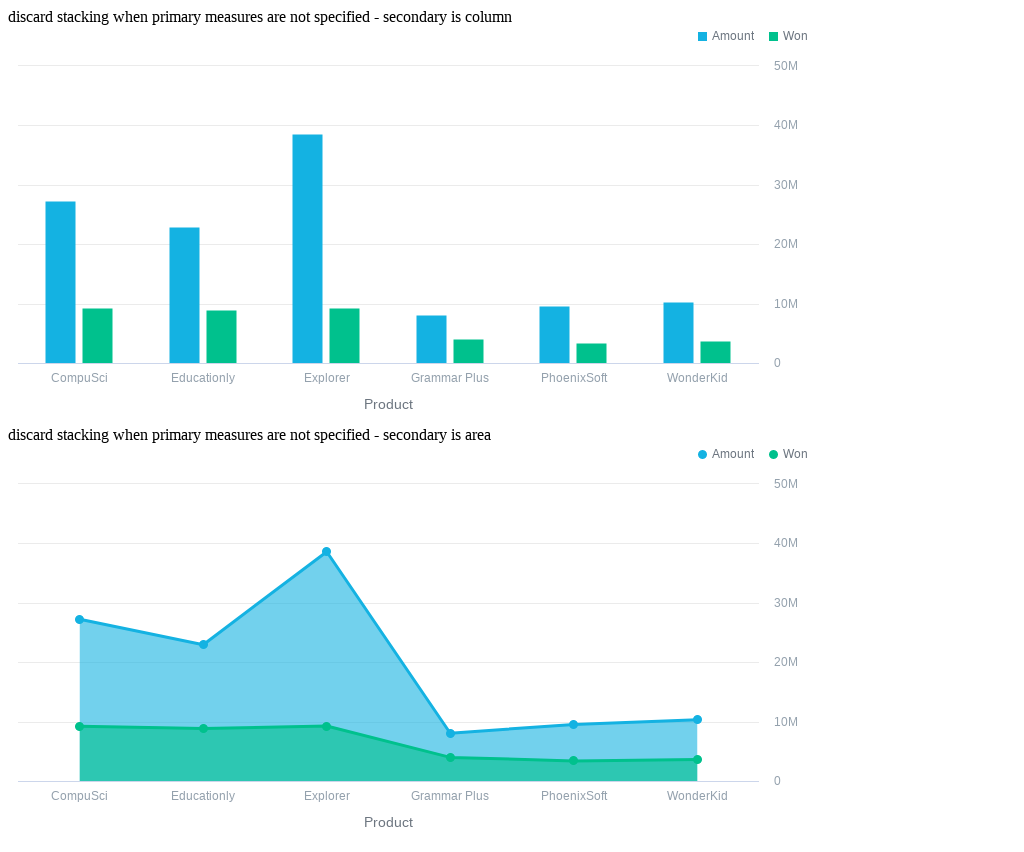 discard stacking when primary measures are not specified - secondary is column
Amount Won
50M
40M
30M
20M
10M
0
CompuSci Educationly Explorer Grammar Plus PhoenixSoft WonderKid
Product
discard stacking when primary measures are not specified - secondary is area
Amount Won
50M
40M
30M
20M
10M
0
CompuSci Educationly Explorer Grammar Plus PhoenixSoft WonderKid
Product